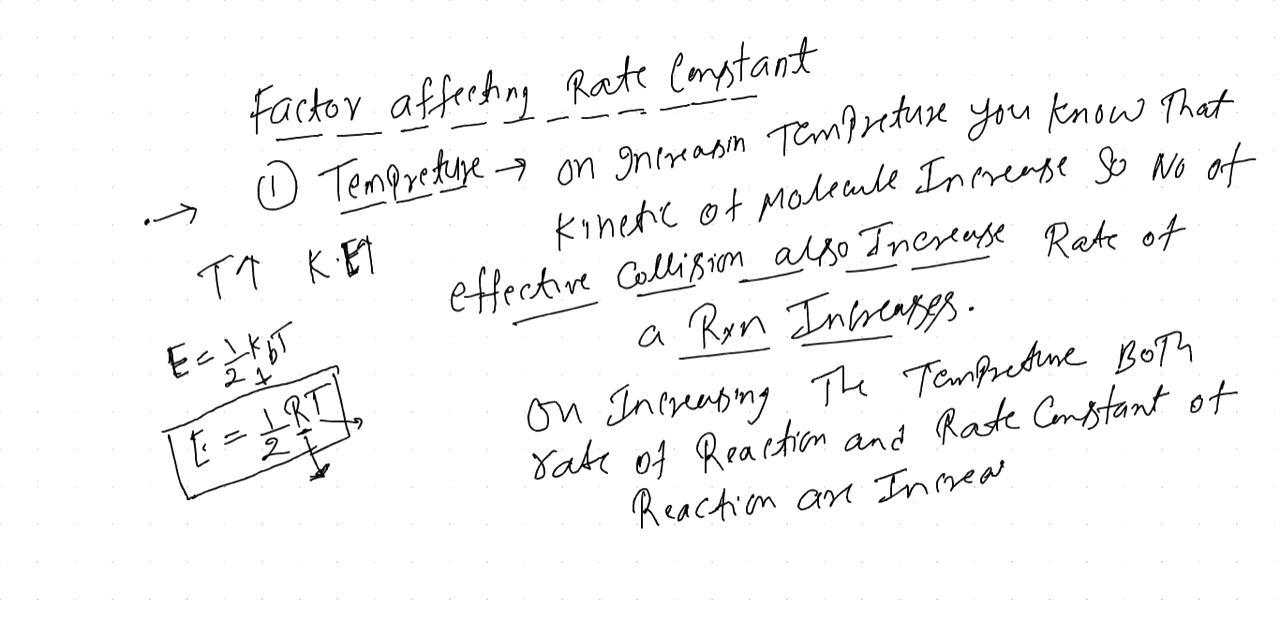 Factor affecting Rate Constant
① Tempreture → on Increasin Tempreture you know That
Kinetic of Molecule Increase So No of
T↑ K.E↑
effective Collision also Increase Rate of
a Rxn Increases.
E = 1/2 KbT
E = 1/2 RT
on Increasing The Tempreture Both
rate of Reaction and Rate Constant of
Reaction are Increas